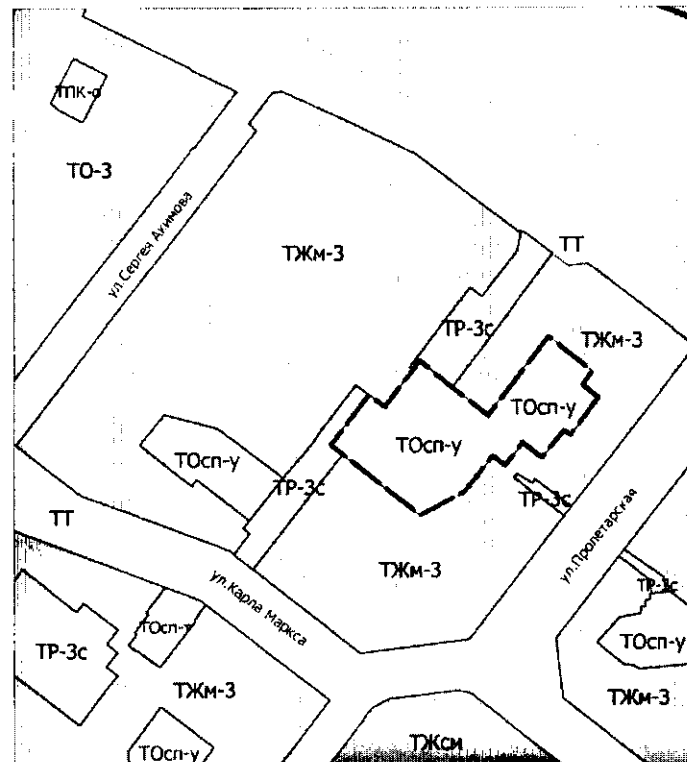 ТПК-о
ТО-3
ул.Сергея Акимова
ТЖм-3
ТТ
ТР-3с
ТЖм-3
ТОсп-у
ТОсп-у
ТОсп-у
ТР-3с
ТР-3с
ТТ
ул.Пролетарская
ТЖм-3
ул.Карла Маркса
ТР-3с
ТОсп-у
ТР-3с
ТЖм-3
ТЖм-3
ТЖси
ТОсп-у